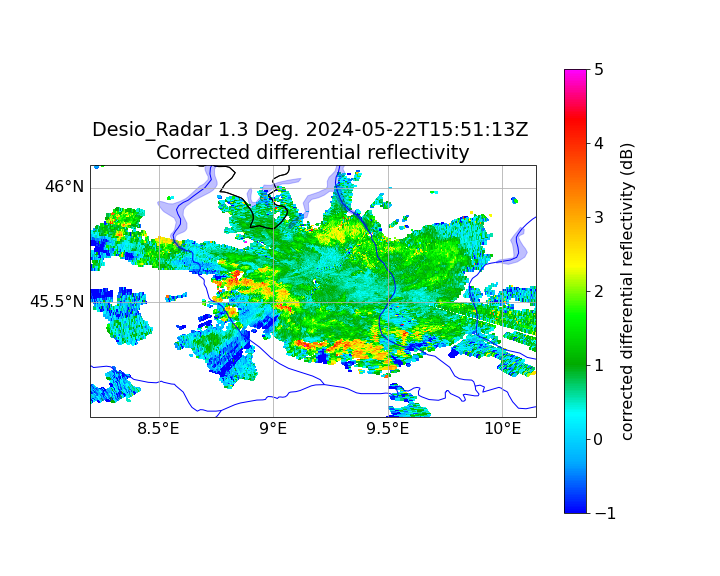 Desio_Radar 1.3 Deg. 2024-05-22T15:51:13Z
Corrected differential reflectivity
46°N
45.5°N
8.5°E
9°E
9.5°E
10°E
5
4
3
2
1
0
−1
corrected differential reflectivity (dB)